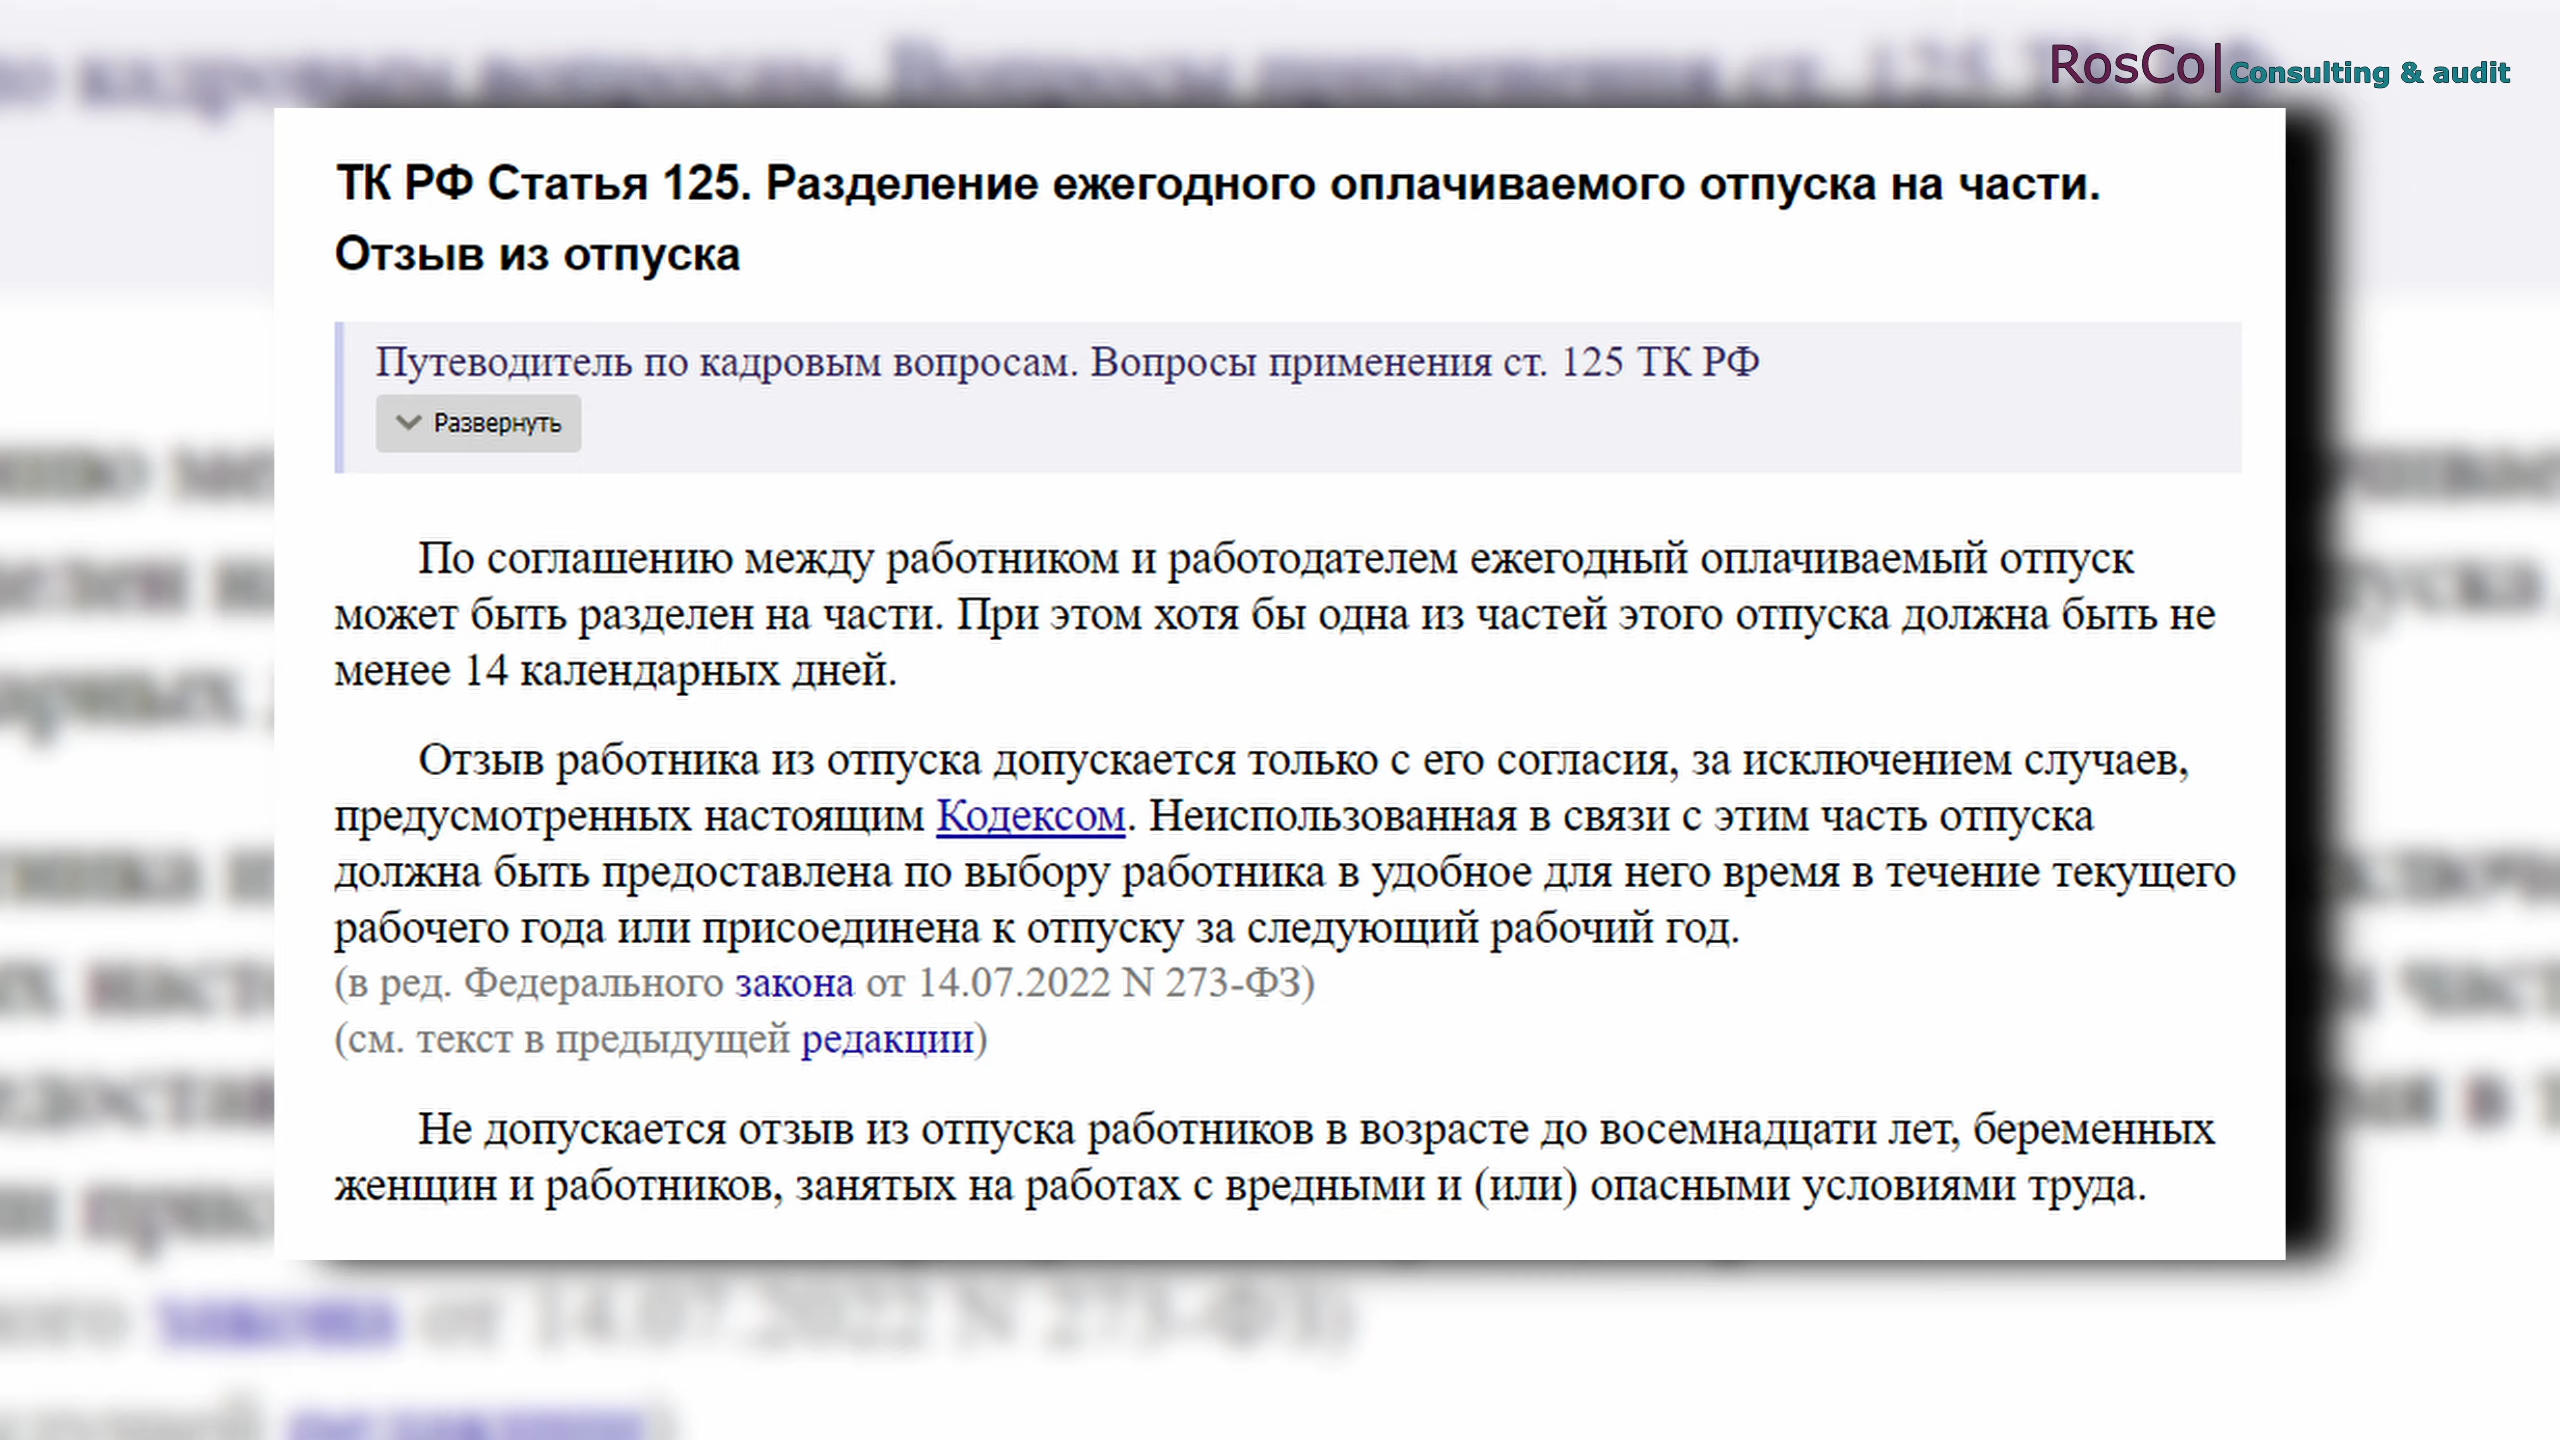 RosCo | Consulting & audit
ТК РФ Статья 125. Разделение ежегодного оплачиваемого отпуска на части.
Отзыв из отпуска
Путеводитель по кадровым вопросам. Вопросы применения ст. 125 ТК РФ
Развернуть
По соглашению между работником и работодателем ежегодный оплачиваемый отпуск
может быть разделен на части. При этом хотя бы одна из частей этого отпуска должна быть не
менее 14 календарных дней.
Отзыв работника из отпуска допускается только с его согласия, за исключением случаев,
предусмотренных настоящим Кодексом. Неиспользованная в связи с этим часть отпуска
должна быть предоставлена по выбору работника в удобное для него время в течение текущего
рабочего года или присоединена к отпуску за следующий рабочий год.
(в ред. Федерального закона от 14.07.2022 N 273-ФЗ)
(см. текст в предыдущей редакции)
Не допускается отзыв из отпуска работников в возрасте до восемнадцати лет, беременных
женщин и работников, занятых на работах с вредными и (или) опасными условиями труда.